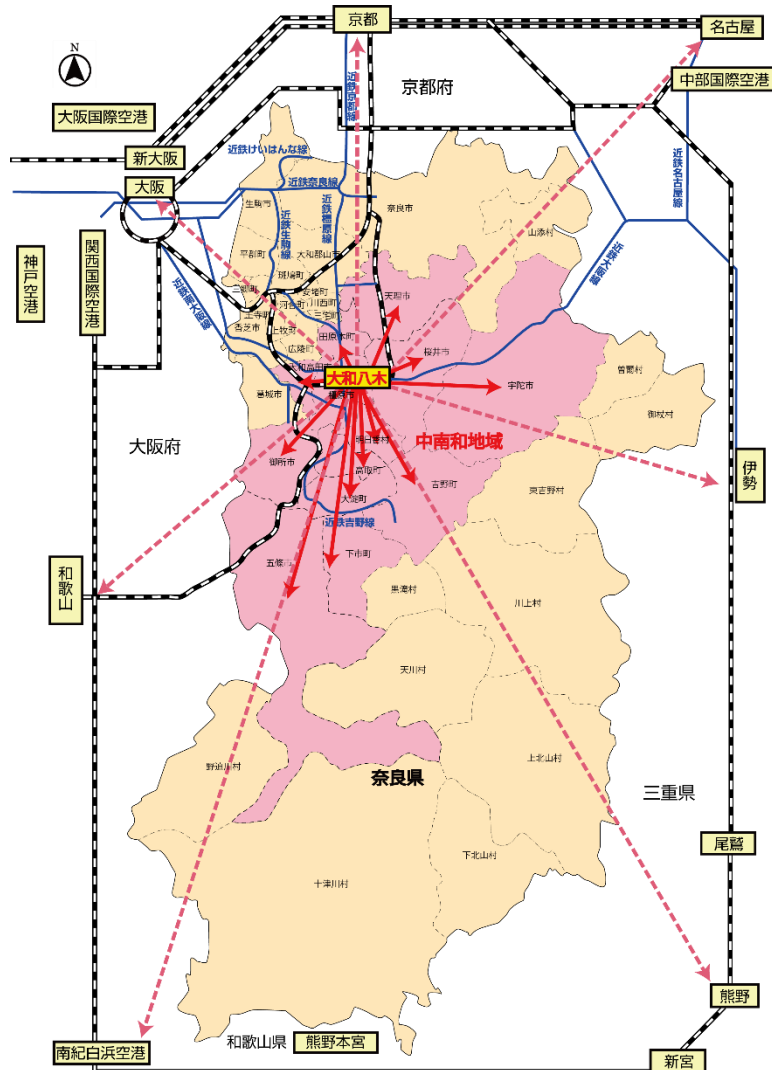 京都
名古屋
N
京都府
中部国際空港
近鉄京都線
大阪国際空港
新大阪
近鉄けいはんな線
近鉄名古屋線
大阪
近鉄奈良線
生駒市
奈良市
近鉄生駒線
近鉄橿原線
山添村
神戸空港
関西国際空港
平群町
大和郡山市
斑鳩町
近鉄大阪線
三郷町
安堵町
天理市
近鉄南大阪線
河合町
川西町
王寺町
三宅町
香芝市
上牧町
田原本町
広陵町
桜井市
大和高田市
曽爾村
大和八木
宇陀市
葛城市
橿原市
御杖村
大阪府
中南和地域
明日香村
御所市
高取町
吉野町
東吉野村
伊勢
大淀町
近鉄吉野線
下市町
五條市
和歌山
黒滝村
川上村
天川村
野迫川村
上北山村
奈良県
三重県
尾鷲
下北山村
十津川村
熊野
和歌山県
熊野本宮
南紀白浜空港
新宮